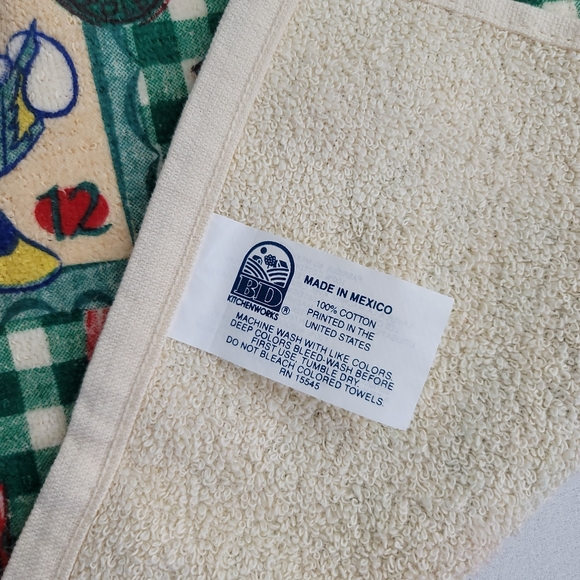 12
BD
KITCHENWORKS ®
MADE IN MEXICO
100% COTTON
PRINTED IN THE
UNITED STATES
MACHINE WASH WITH LIKE COLORS.
DEEP COLORS BLEED-WASH BEFORE
FIRST USE, TUMBLE DRY.
DO NOT BLEACH COLORED TOWELS.
RN 15545